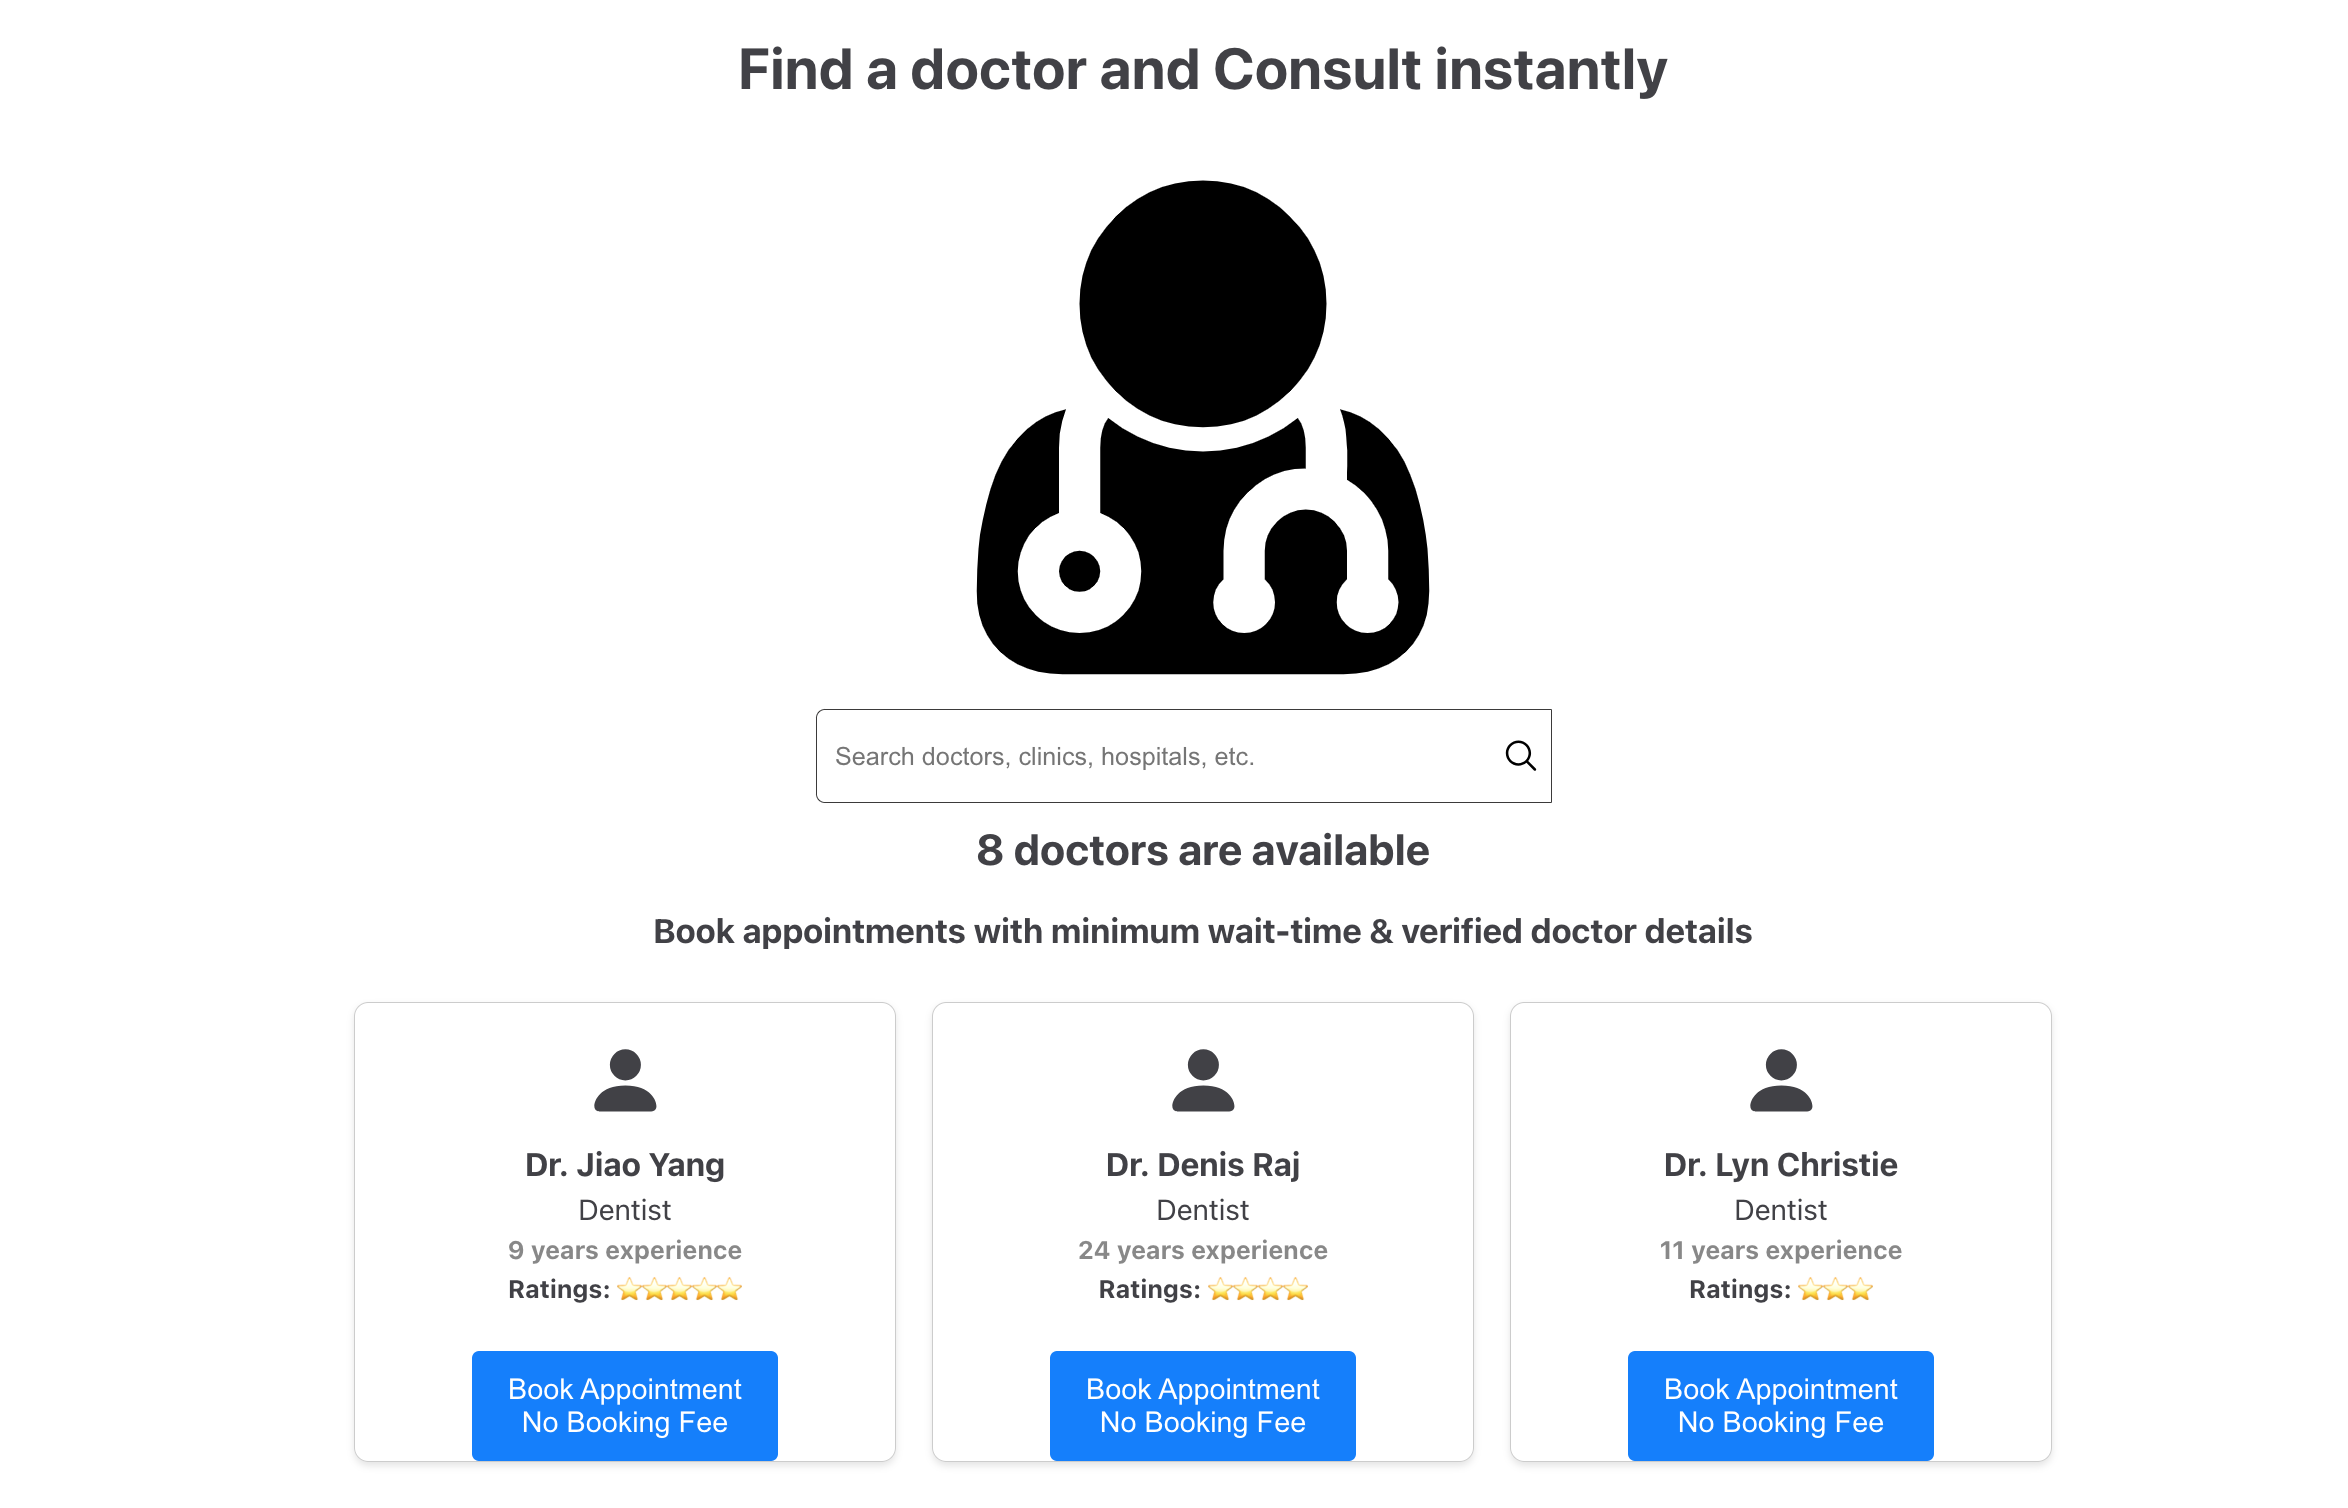 Find a doctor and Consult instantly
Search doctors, clinics, hospitals, etc.
8 doctors are available
Book appointments with minimum wait-time & verified doctor details
Dr. Jiao Yang
Dentist
9 years experience
Ratings: ⭐⭐⭐⭐⭐
Book Appointment
No Booking Fee
Dr. Denis Raj
Dentist
24 years experience
Ratings: ⭐⭐⭐⭐
Book Appointment
No Booking Fee
Dr. Lyn Christie
Dentist
11 years experience
Ratings: ⭐⭐⭐
Book Appointment
No Booking Fee